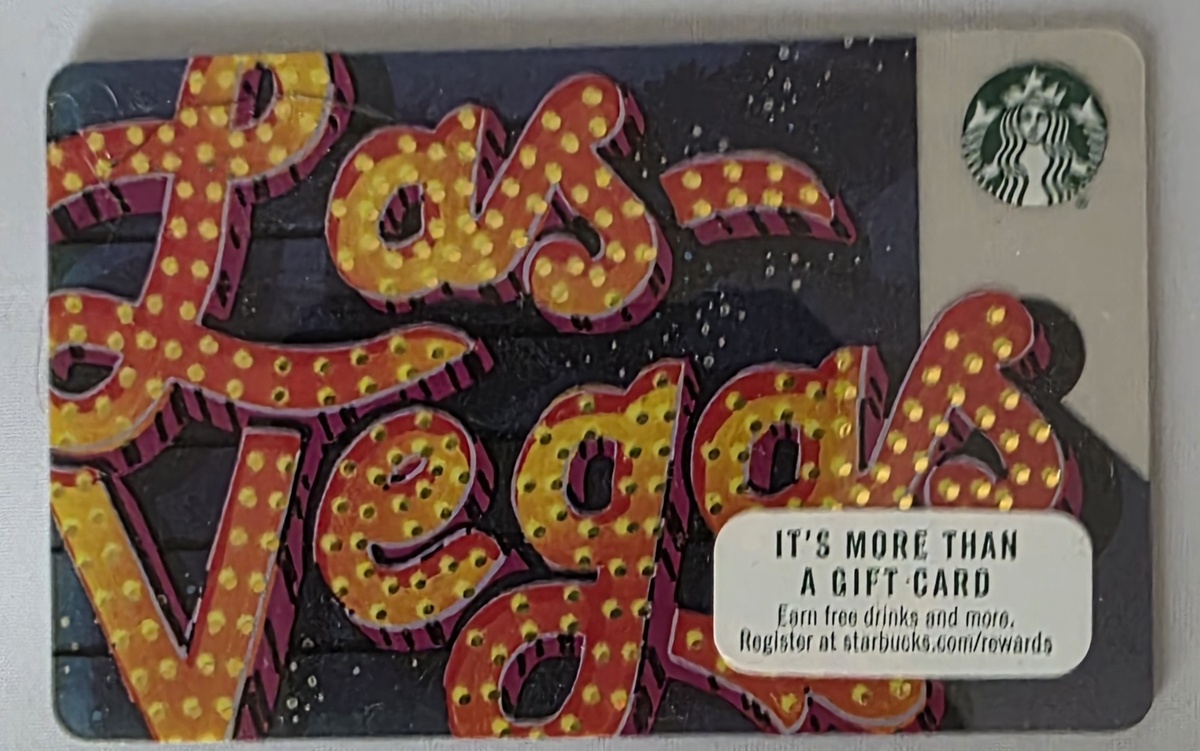 Las
Vegas
IT'S MORE THAN
A GIFT CARD
Earn free drinks and more.
Register at starbucks.com/rewards
®